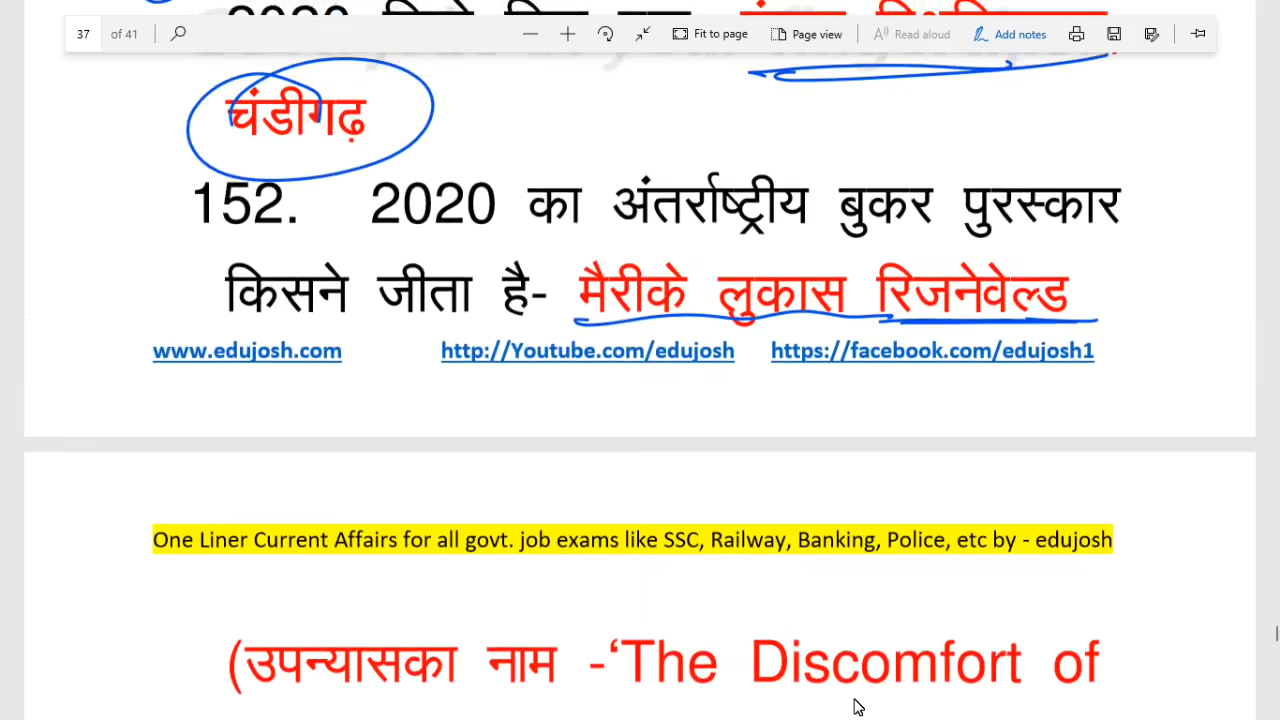 37 of 41 Fit to page Page view Read aloud Add notes
चंडीगढ़
152. 2020 का अंतर्राष्ट्रीय बुकर पुरस्कार
किसने जीता है- मैरीके लुकास रिजनेवेल्ड
www.edujosh.com http://Youtube.com/edujosh https://facebook.com/edujosh1
One Liner Current Affairs for all govt. job exams like SSC, Railway, Banking, Police, etc by - edujosh
(उपन्यासका नाम -‘The Discomfort of